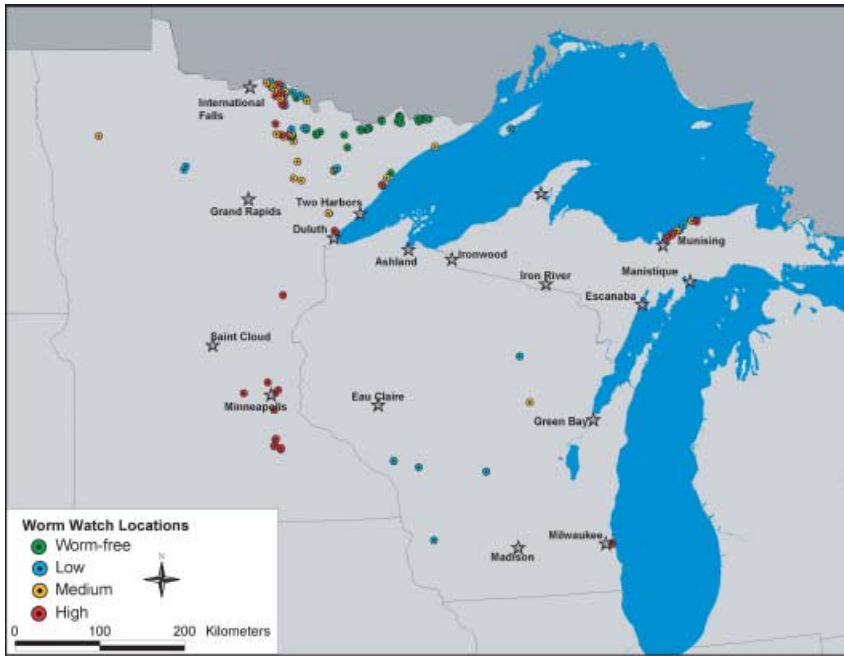 International
Falls
Grand Rapids
Two Harbors
Duluth
Ashland
Ironwood
Iron River
Munising
Manistique
Escanaba
Saint Cloud
Minneapolis
Eau Claire
Green Bay
Madison
Milwaukee
Worm Watch Locations
Worm-free
Low
Medium
High
N
0 100 200 Kilometers